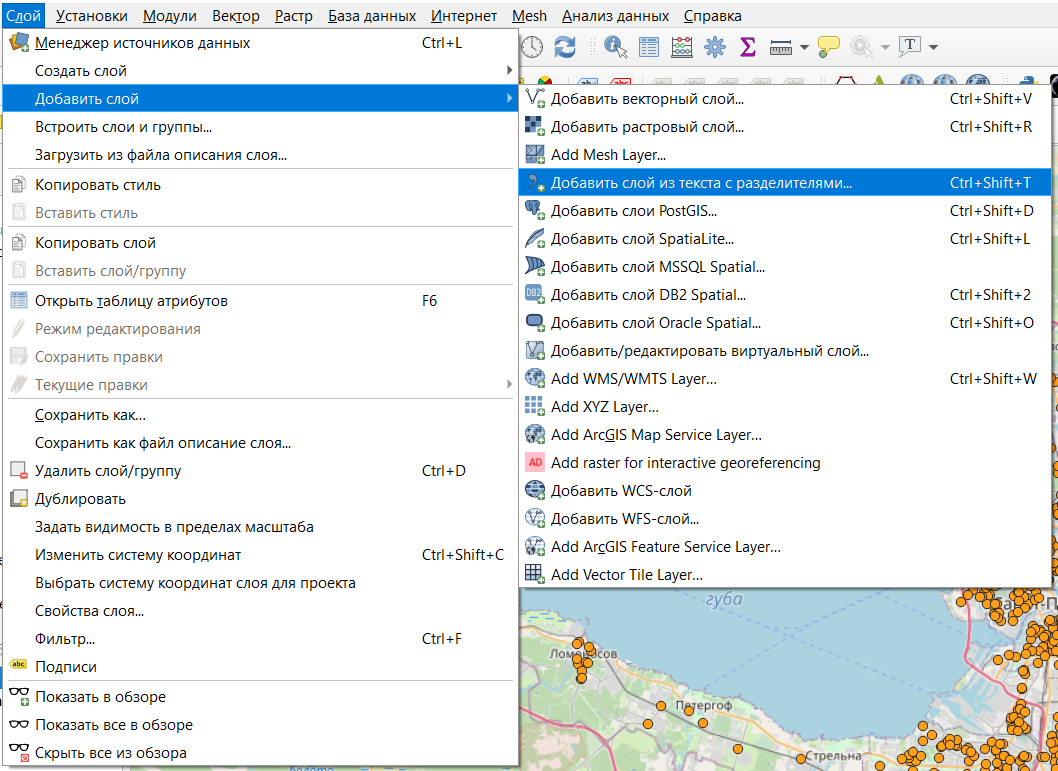 Слой Установки Модули Вектор Растр База данных Интернет Mesh Анализ данных Справка
Менеджер источников данных Ctrl+L
Создать слой
Добавить слой
Встроить слои и группы...
Загрузить из файла описания слоя...
Копировать стиль
Вставить стиль
Копировать слой
Вставить слой/группу
Открыть таблицу атрибутов F6
Режим редактирования
Сохранить правки
Текущие правки
Сохранить как...
Сохранить как файл описание слоя...
Удалить слой/группу Ctrl+D
Дублировать
Задать видимость в пределах масштаба
Изменить систему координат Ctrl+Shift+C
Выбрать систему координат слоя для проекта
Свойства слоя...
Фильтр... Ctrl+F
abc Подписи
Показать в обзоре
Показать все в обзоре
Скрыть все из обзора
Добавить векторный слой... Ctrl+Shift+V
Добавить растровый слой... Ctrl+Shift+R
Add Mesh Layer...
Добавить слой из текста с разделителями... Ctrl+Shift+T
Добавить слои PostGIS... Ctrl+Shift+D
Добавить слой SpatiaLite... Ctrl+Shift+L
Добавить слой MSSQL Spatial...
DB2 Добавить слой DB2 Spatial... Ctrl+Shift+2
Добавить слой Oracle Spatial... Ctrl+Shift+O
Добавить/редактировать виртуальный слой...
Add WMS/WMTS Layer... Ctrl+Shift+W
Add XYZ Layer...
Add ArcGIS Map Service Layer...
AD Add raster for interactive georeferencing
Добавить WCS-слой
Добавить WFS-слой...
Add ArcGIS Feature Service Layer...
Add Vector Tile Layer...
губа
Петергоф
Стрельна